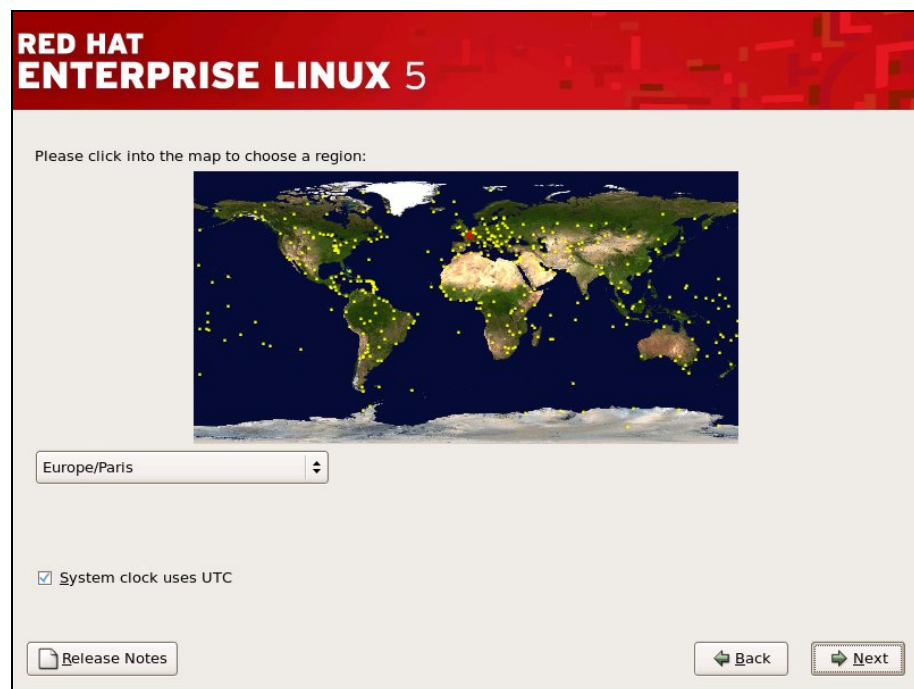 RED HAT
ENTERPRISE LINUX 5
Please click into the map to choose a region:
Europe/Paris
System clock uses UTC
Release Notes
Back
Next